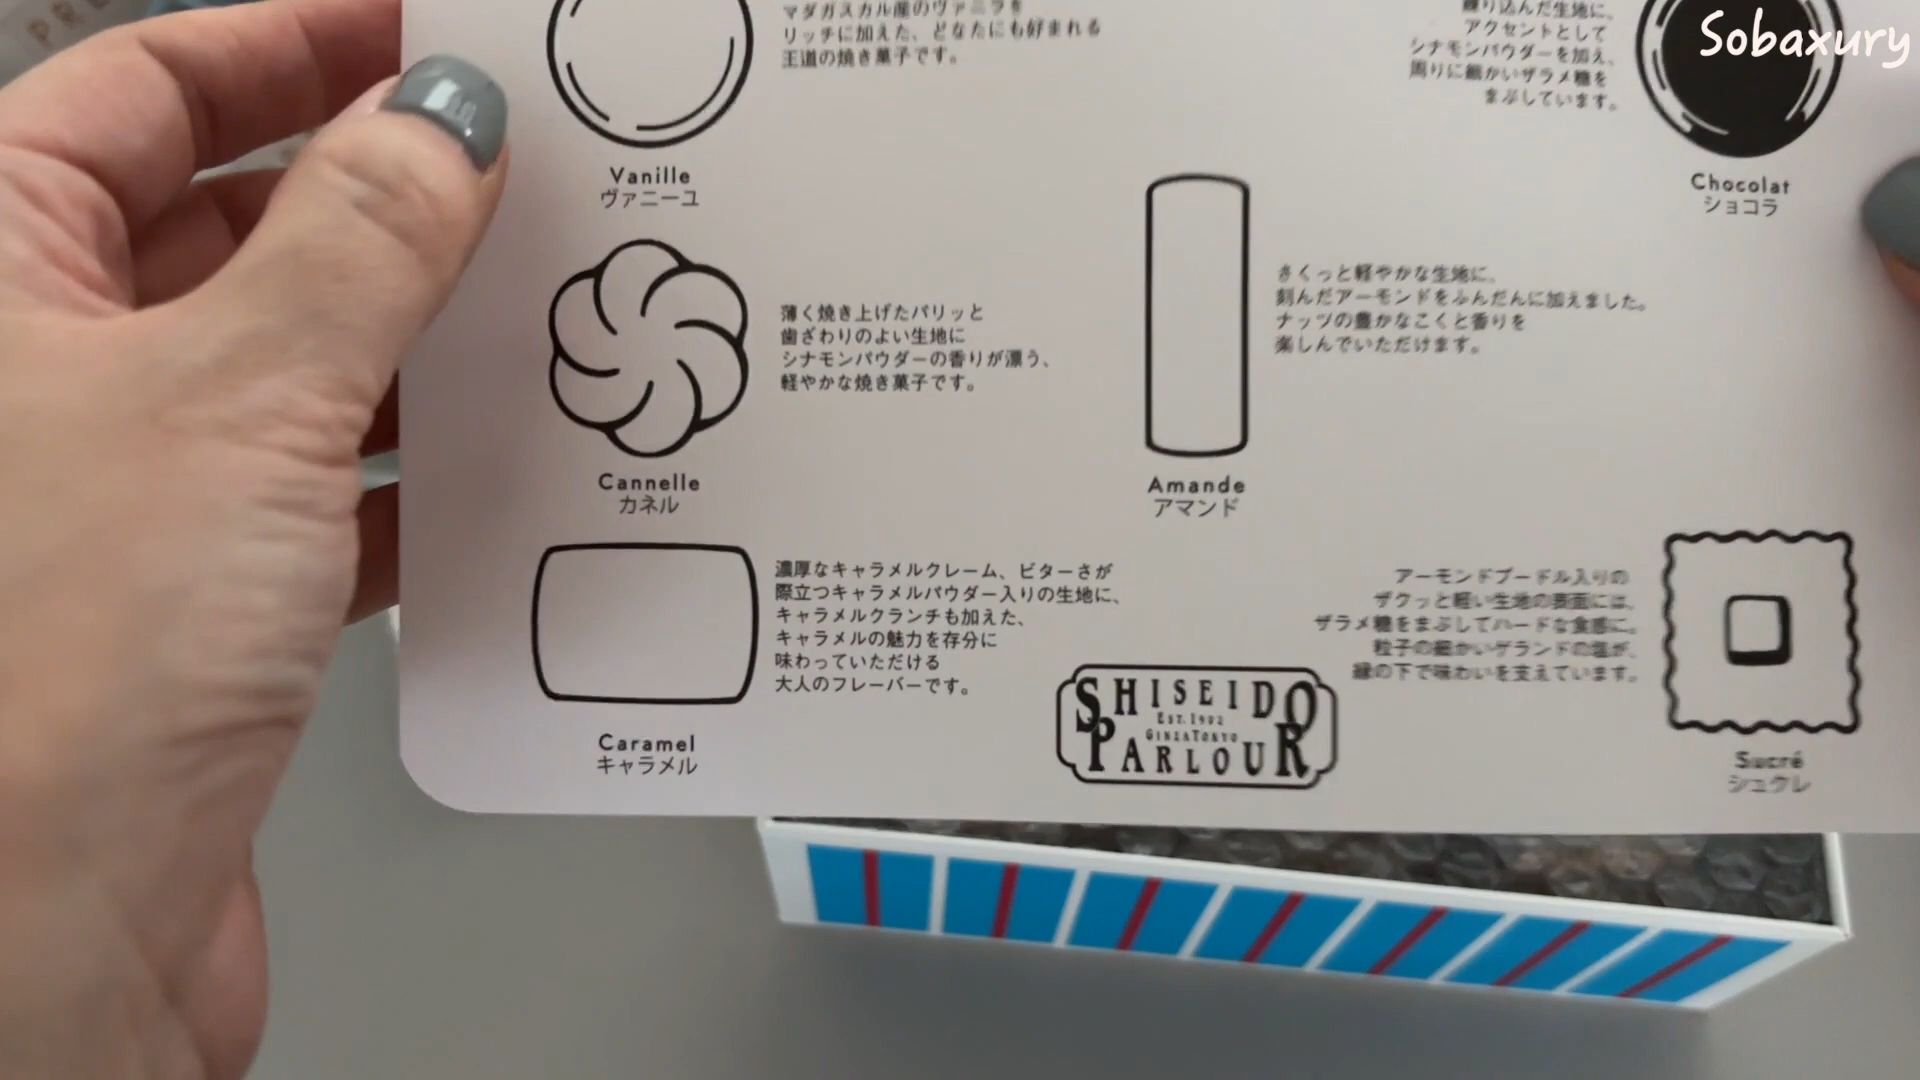 Sobaxury
PRE
マダガスカル産のヴァニラを
リッチに加えた、どなたにも好まれる
王道の焼き菓子です。
Vanille
ヴァニーユ
練り込んだ生地に、
アクセントとして
シナモンパウダーを加え、
周りに細かいザラメ糖を
まぶしています。
Chocolat
ショコラ
薄く焼き上げたパリッと
歯ざわりのよい生地に
シナモンパウダーの香りが漂う、
軽やかな焼き菓子です。
Cannelle
カネル
さくっと軽やかな生地に、
刻んだアーモンドをふんだんに加えました。
ナッツの豊かなこくと香りを
楽しんでいただけます。
Amande
アマンド
濃厚なキャラメルクレーム、ビターさが
際立つキャラメルパウダー入りの生地に、
キャラメルクランチも加えた、
キャラメルの魅力を存分に
味わっていただける
大人のフレーバーです。
Caramel
キャラメル
アーモンドプードル入りの
ザクッと軽い生地の表面には、
ザラメ糖をまぶしてハードな食感に。
粒子の細かいゲランドの塩が、
縁の下で味わいを支えています。
Sucré
シュクレ
SHISEIDO
EST.1902
GINZA TOKYO
PARLOUR